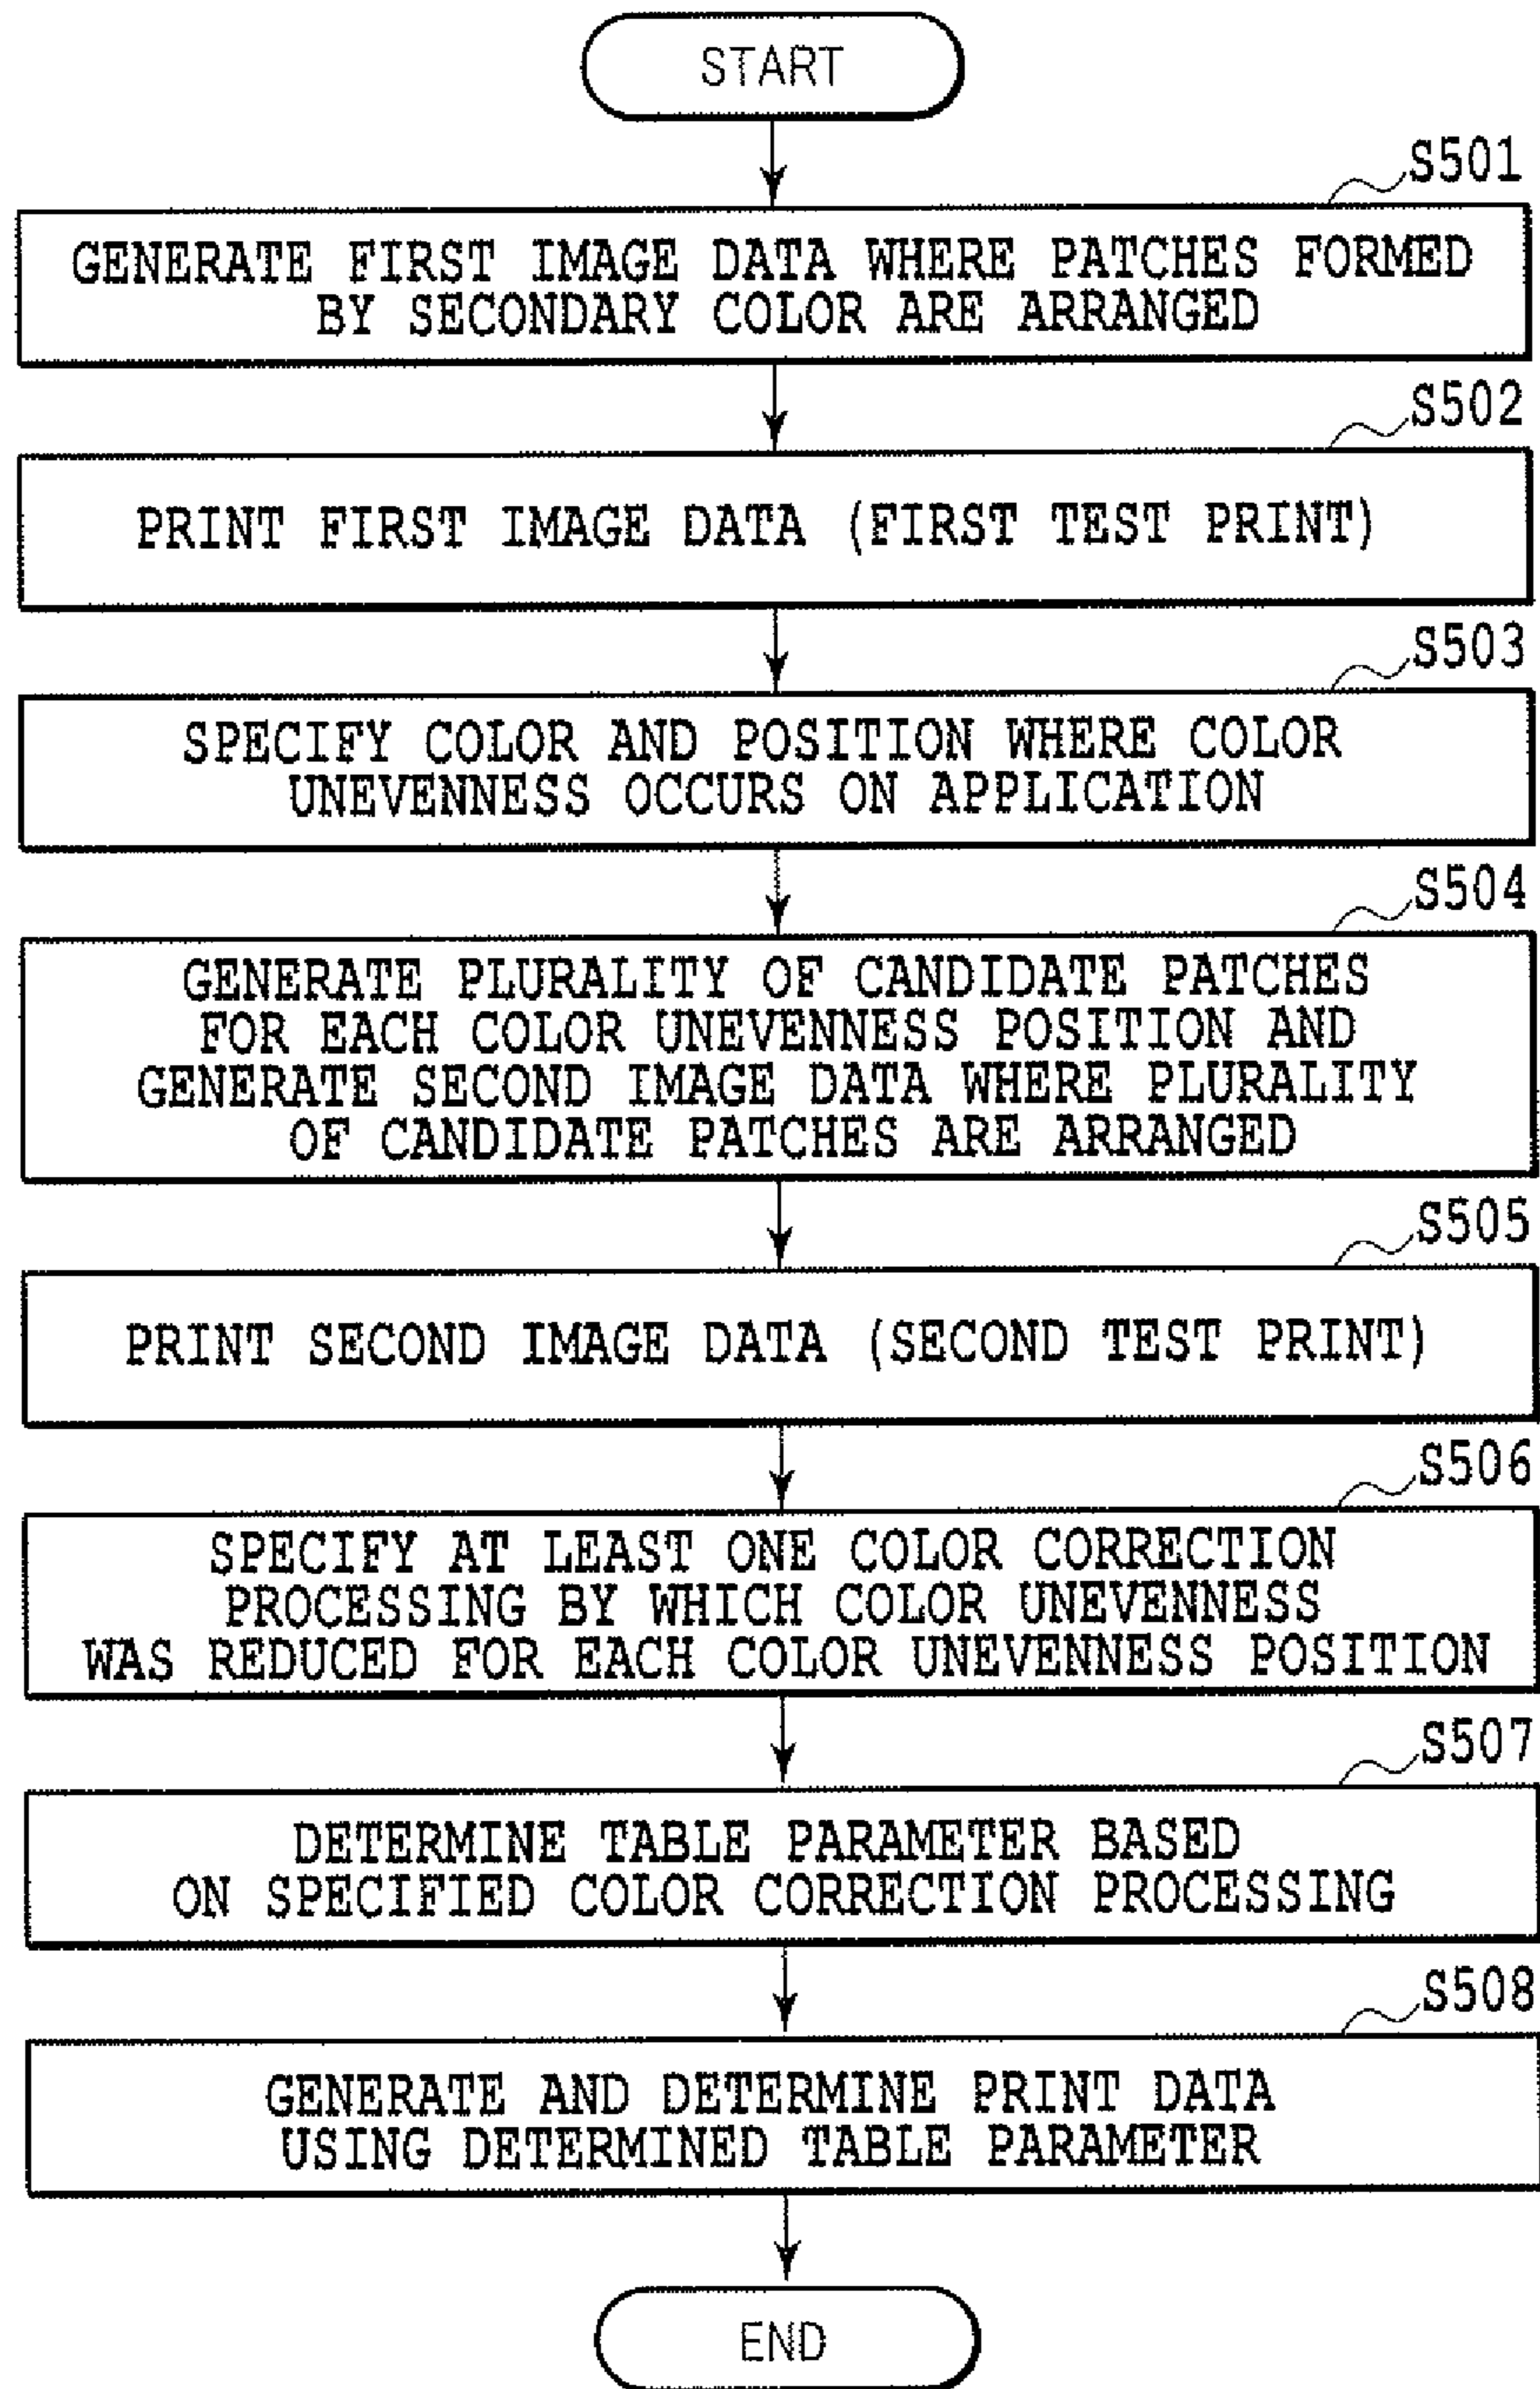 START
S501
GENERATE FIRST IMAGE DATA WHERE PATCHES FORMED
BY SECONDARY COLOR ARE ARRANGED
S502
PRINT FIRST IMAGE DATA (FIRST TEST PRINT)
S503
SPECIFY COLOR AND POSITION WHERE COLOR
UNEVENNESS OCCURS ON APPLICATION
S504
GENERATE PLURALITY OF CANDIDATE PATCHES
FOR EACH COLOR UNEVENNESS POSITION AND
GENERATE SECOND IMAGE DATA WHERE PLURALITY
OF CANDIDATE PATCHES ARE ARRANGED
S505
PRINT SECOND IMAGE DATA (SECOND TEST PRINT)
S506
SPECIFY AT LEAST ONE COLOR CORRECTION
PROCESSING BY WHICH COLOR UNEVENNESS
WAS REDUCED FOR EACH COLOR UNEVENNESS POSITION
S507
DETERMINE TABLE PARAMETER BASED
ON SPECIFIED COLOR CORRECTION PROCESSING
S508
GENERATE AND DETERMINE PRINT DATA
USING DETERMINED TABLE PARAMETER
END